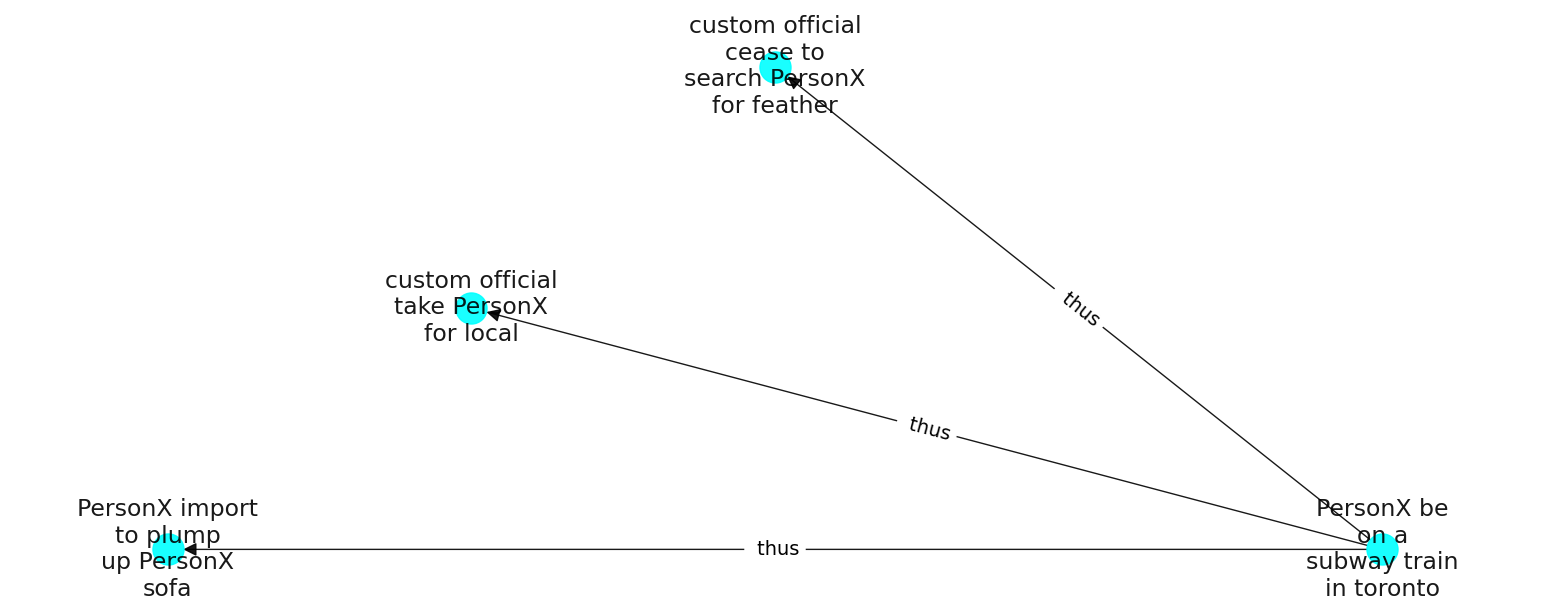 custom official
cease to
search PersonX
for feather
thus
custom official
take PersonX
for local
thus
PersonX import
to plump
up PersonX
sofa
thus
PersonX be
on a
subway train
in toronto